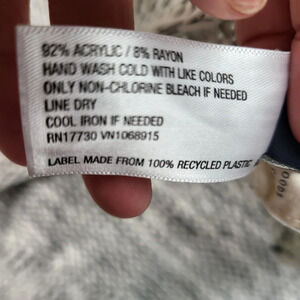 92% ACRYLIC / 8% RAYON
HAND WASH COLD WITH LIKE COLORS
ONLY NON-CHLORINE BLEACH IF NEEDED
LINE DRY
COOL IRON IF NEEDED
RN17730 VN1068915
LABEL MADE FROM 100% RECYCLED PLASTIC